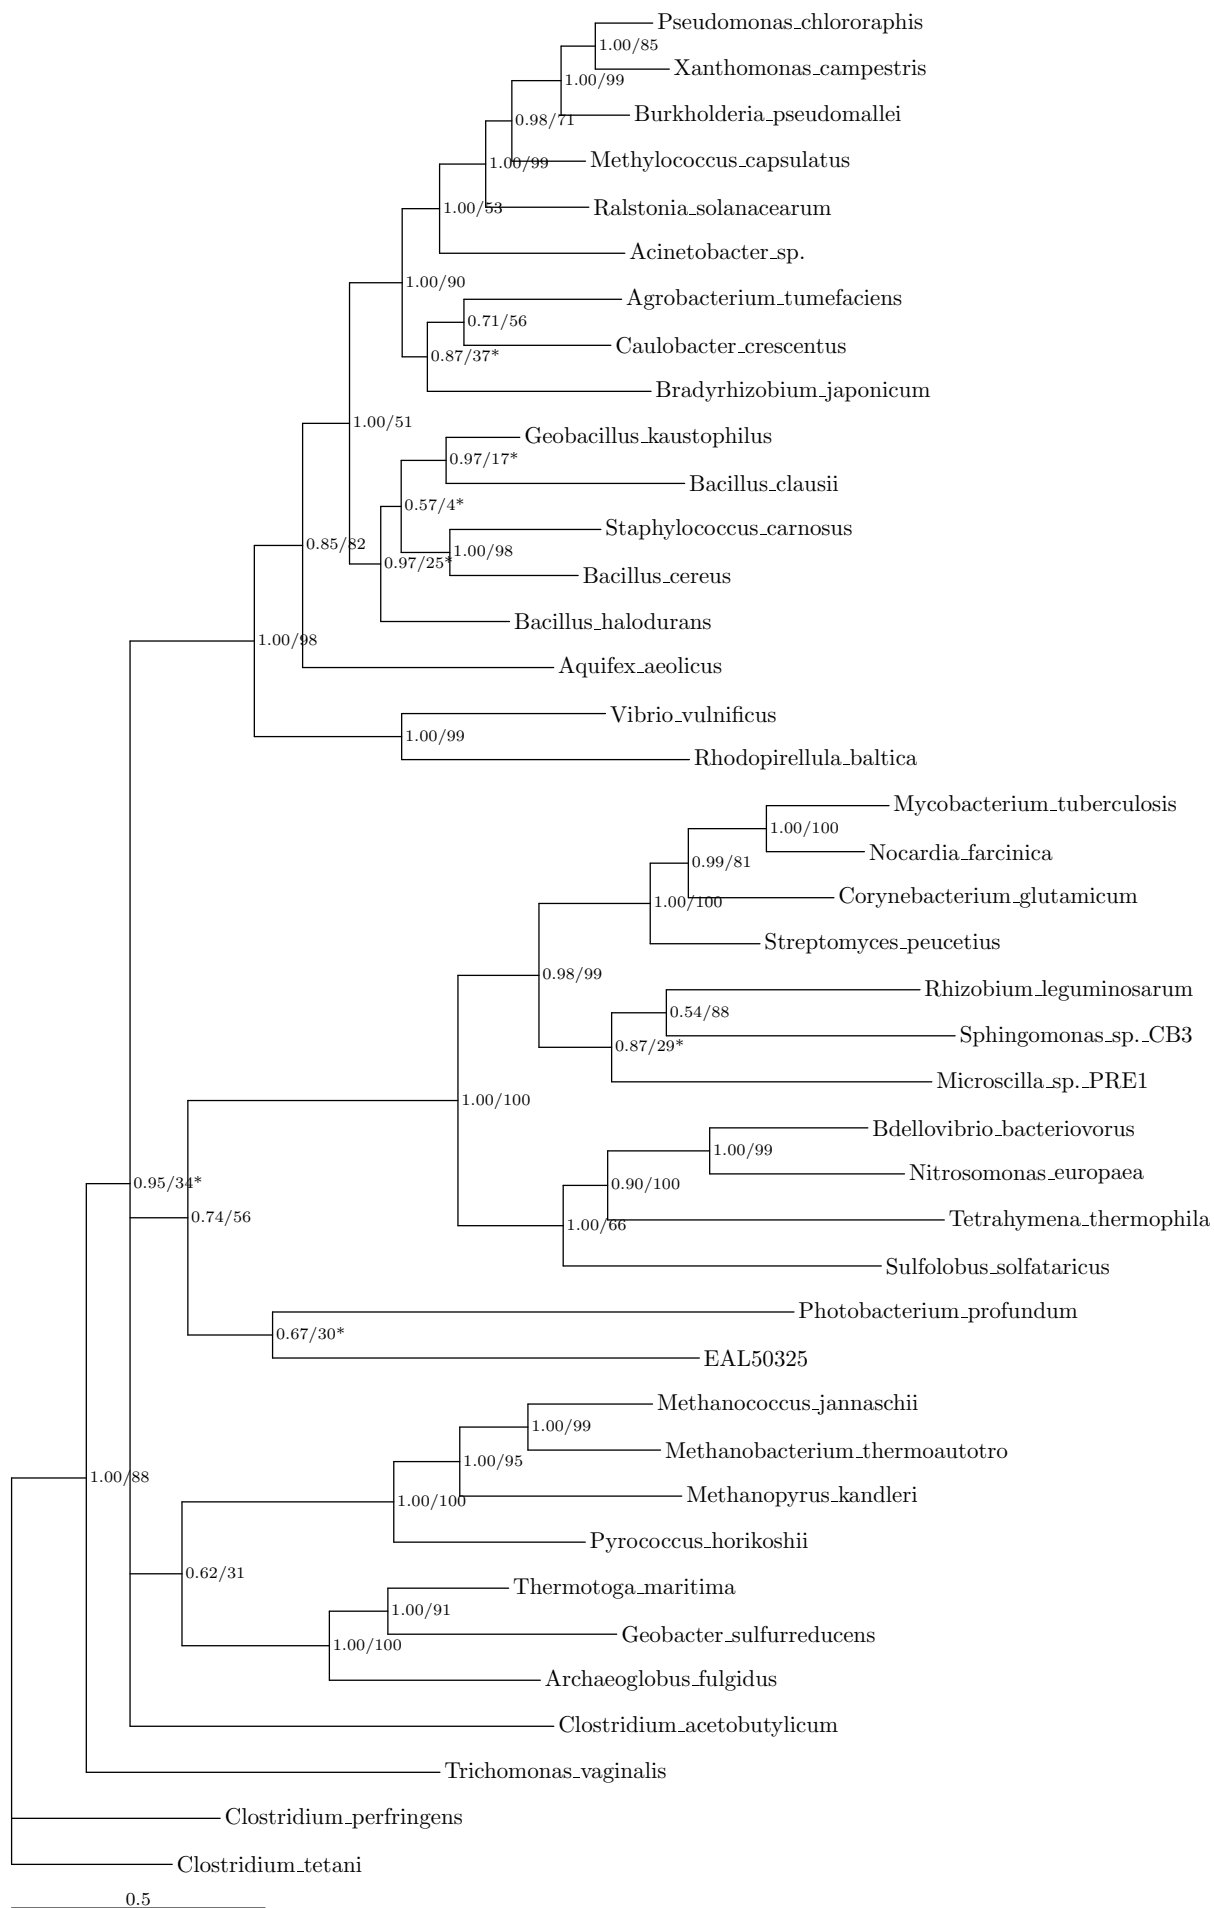 Pseudomonas_chlororaphis
1.00/85
Xanthomonas_campestris
1.00/99
Burkholderia_pseudomallei
0.98/71
Methylococcus_capsulatus
1.00/99
Ralstonia_solanacearum
1.00/53
Acinetobacter_sp.
1.00/90
Agrobacterium_tumefaciens
0.71/56
Caulobacter_crescentus
0.87/37*
Bradyrhizobium_japonicum
1.00/51
Geobacillus_kaustophilus
0.97/17*
Bacillus_clausii
0.57/4*
Staphylococcus_carnosus
0.85/82
1.00/98
0.97/25*
Bacillus_cereus
Bacillus_halodurans
1.00/98
Aquifex_aeolicus
Vibrio_vulnificus
1.00/99
Rhodopirellula_baltica
Mycobacterium_tuberculosis
1.00/100
Nocardia_farcinica
0.99/81
Corynebacterium_glutamicum
1.00/100
Streptomyces_peucetius
0.98/99
Rhizobium_leguminosarum
0.54/88
Sphingomonas_sp._CB3
0.87/29*
Microscilla_sp._PRE1
1.00/100
Bdellovibrio_bacteriovorus
1.00/99
Nitrosomonas_europaea
0.95/34*
0.90/100
0.74/56
Tetrahymena_thermophila
1.00/66
Sulfolobus_solfataricus
Photobacterium_profundum
0.67/30*
EAL50325
Methanococcus_jannaschii
1.00/99
Methanobacterium_thermoautotro
1.00/95
1.00/88
Methanopyrus_kandleri
1.00/100
Pyrococcus_horikoshii
0.62/31
Thermotoga_maritima
1.00/91
Geobacter_sulfurreducens
1.00/100
Archaeoglobus_fulgidus
Clostridium_acetobutylicum
Trichomonas_vaginalis
Clostridium_perfringens
Clostridium_tetani
0.5